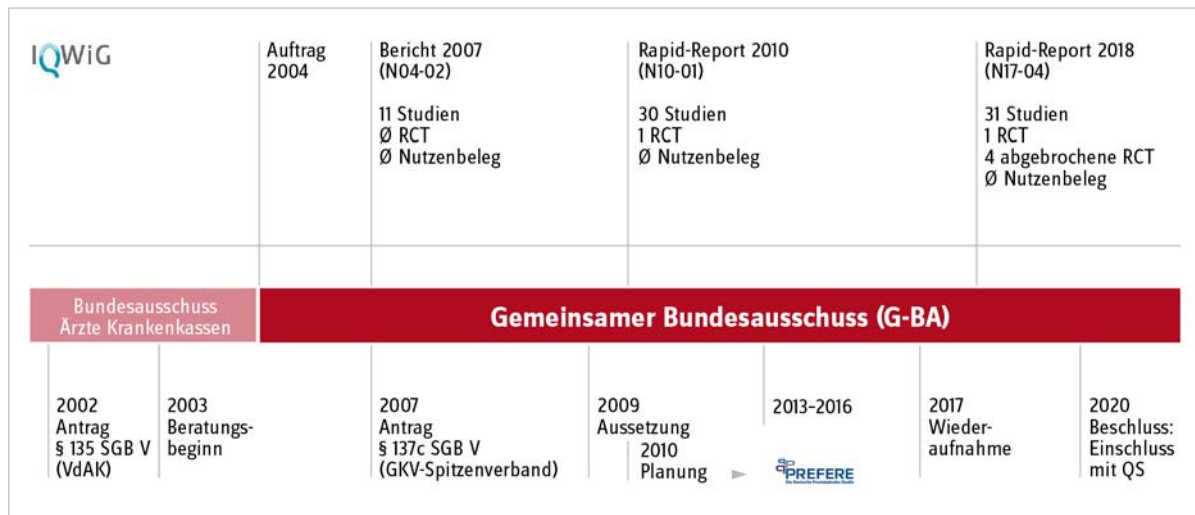 IQWiG
Auftrag
2004
Bericht 2007
(N04-02)
11 Studien
Ø RCT
Ø Nutzenbeleg
Rapid-Report 2010
(N10-01)
30 Studien
1 RCT
Ø Nutzenbeleg
Rapid-Report 2018
(N17-04)
31 Studien
1 RCT
4 abgebrochene RCT
Ø Nutzenbeleg
Bundesausschuss
Ärzte Krankenkassen
Gemeinsamer Bundesausschuss (G-BA)
2002
Antrag
§ 135 SGB V
(VdAK)
2003
Beratungs-
beginn
2007
Antrag
§ 137c SGB V
(GKV-Spitzenverband)
2009
Aussetzung
2010
Planung
2013–2016
PREFERE
2017
Wieder-
aufnahme
2020
Beschluss:
Einschluss
mit QS